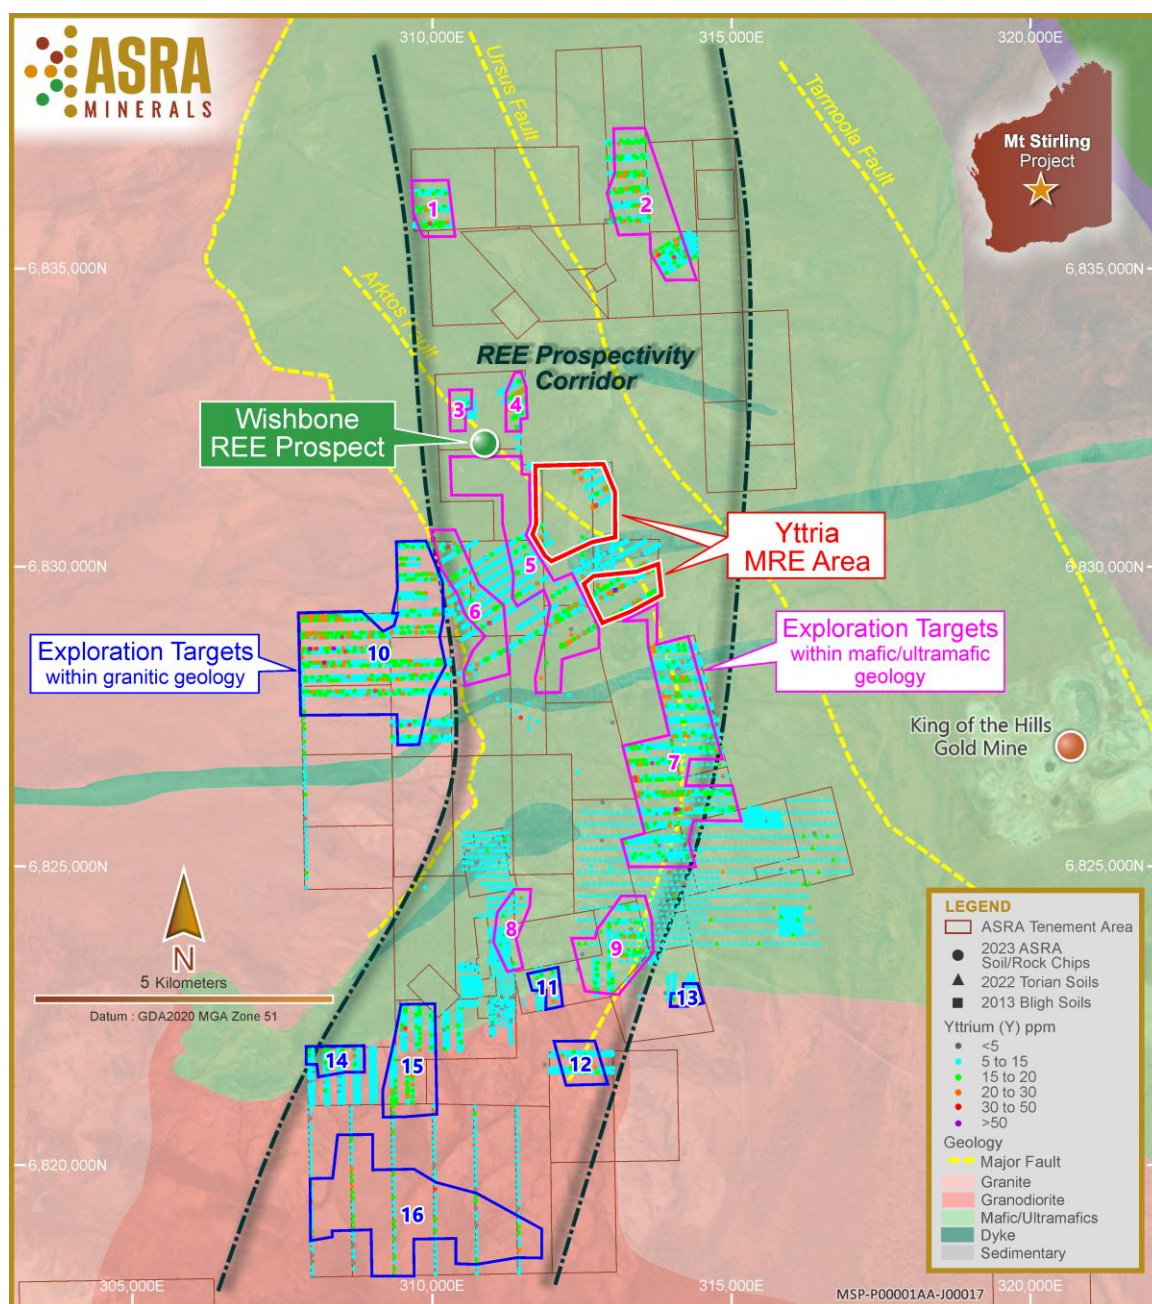 ASRA
MINERALS
310,000E
315,000E
320,000E
Ursus Fault
Tarmoola Fault
Mt Stirling
Project
1
2
6,835,000N
6,835,000N
Arktos Fault
REE Prospectivity
Corridor
3
4
Wishbone
REE Prospect
Yttria
MRE Area
6,830,000N
6,830,000N
5
6
Exploration Targets
within granitic geology
10
Exploration Targets
within mafic/ultramafic
geology
King of the Hills
Gold Mine
7
6,825,000N
6,825,000N
8
9
N
5 Kilometers
Datum : GDA2020 MGA Zone 51
11
13
14
15
12
6,820,000N
16
LEGEND
ASRA Tenement Area
2023 ASRA
Soil/Rock Chips
2022 Torian Soils
2013 Bligh Soils
Yttrium (Y) ppm
<5
5 to 15
15 to 20
20 to 30
30 to 50
>50
Geology
Major Fault
Granite
Granodiorite
Mafic/Ultramafics
Dyke
Sedimentary
305,000E
310,000E
315,000E
320,000E
MSP-P00001AA-J00017